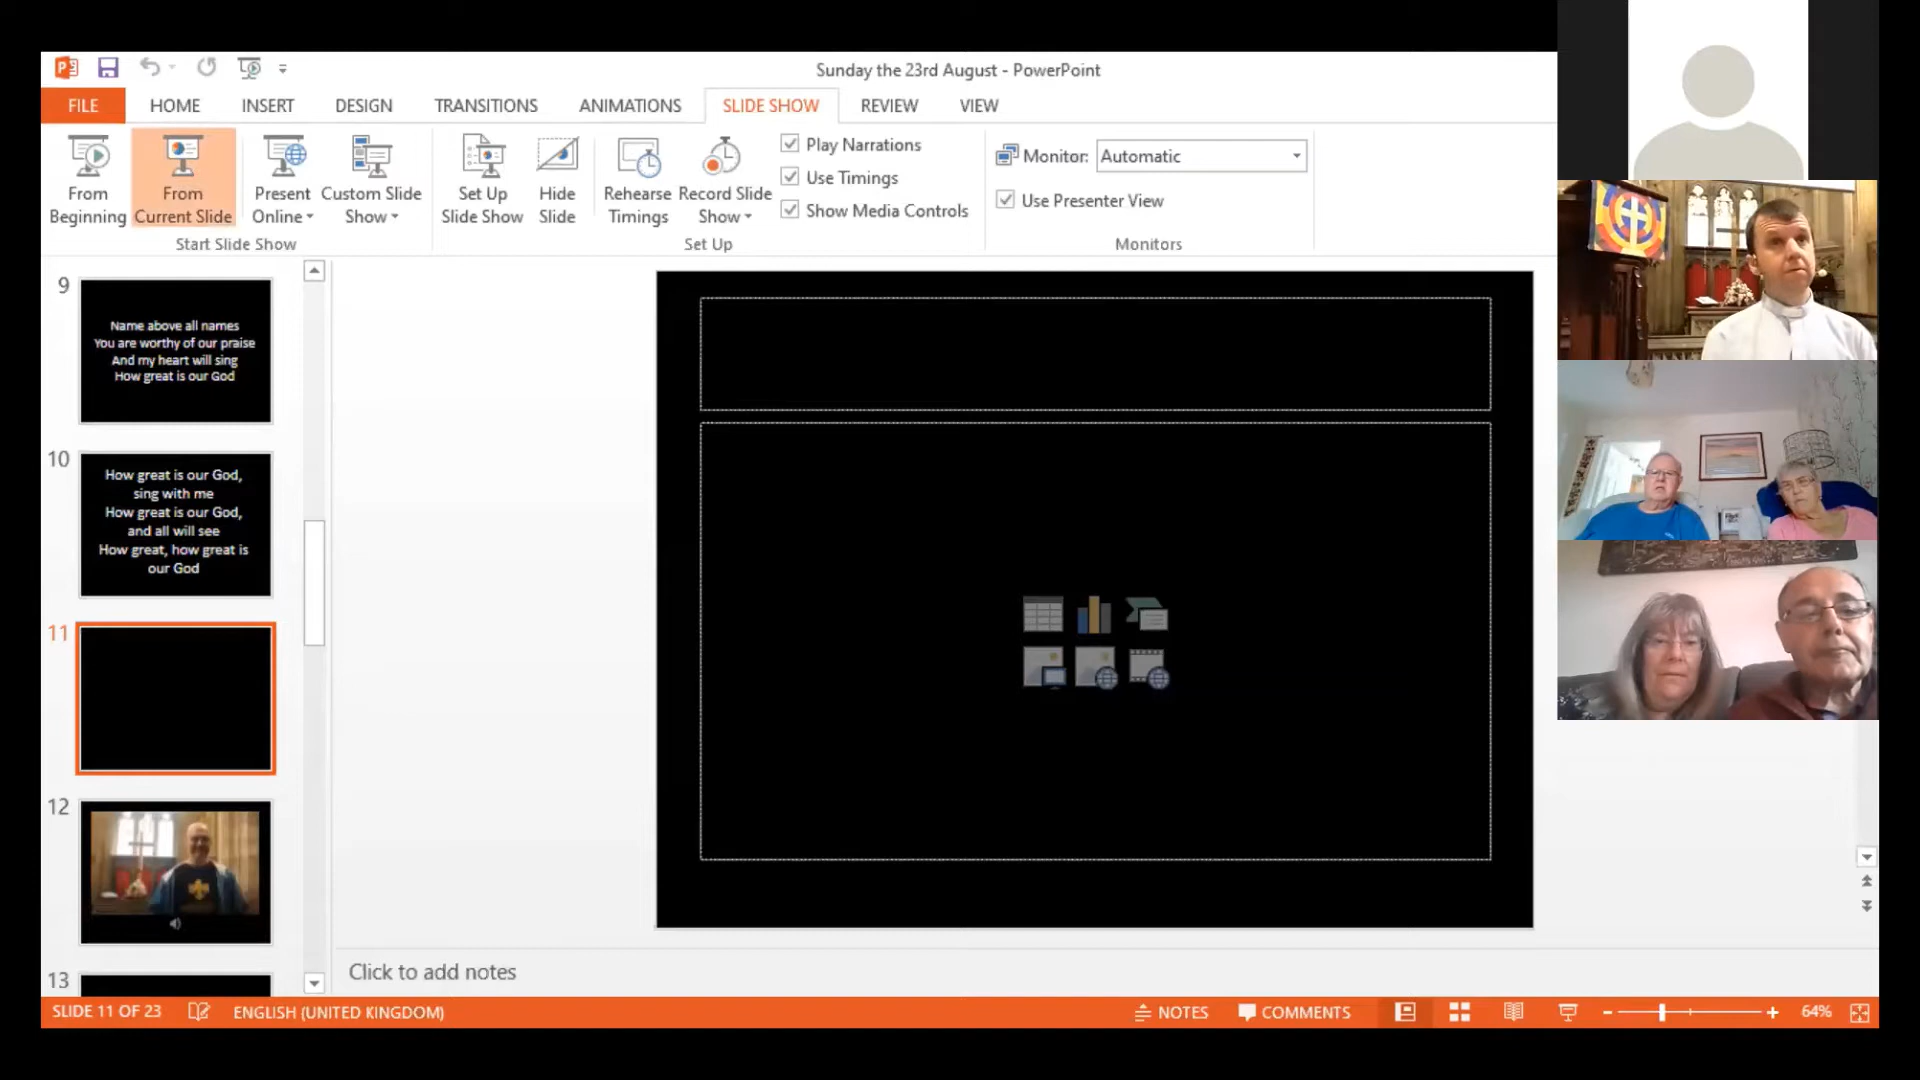 Sunday the 23rd August - PowerPoint
FILE HOME INSERT DESIGN TRANSITIONS ANIMATIONS SLIDE SHOW REVIEW VIEW
From Beginning
From Current Slide
Present Online
Custom Slide Show
Set Up Slide Show
Hide Slide
Rehearse Timings
Record Slide Show
Play Narrations
Use Timings
Show Media Controls
Monitor: Automatic
Use Presenter View
Start Slide Show
Set Up
Monitors
9
Name above all names
You are worthy of our praise
And my heart will sing
How great is our God
10
How great is our God,
sing with me
How great is our God,
and all will see
How great, how great is
our God
11
12
13
Click to add notes
SLIDE 11 OF 23 ENGLISH (UNITED KINGDOM) NOTES COMMENTS 64%